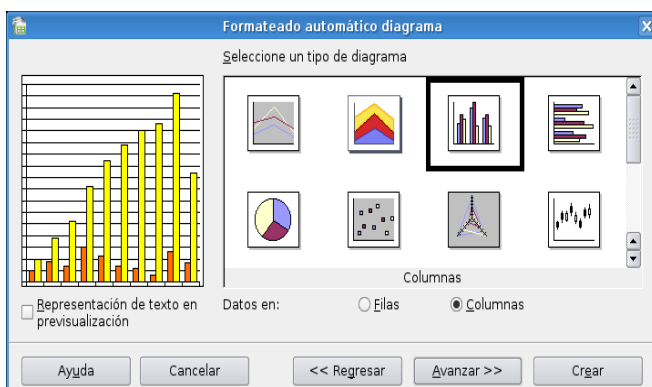 Formateado automático diagrama
Seleccione un tipo de diagrama
Columnas
Representación de texto en
previsualización
Datos en:
Filas
Columnas
Ayuda
Cancelar
<< Regresar
Avanzar >>
Crear